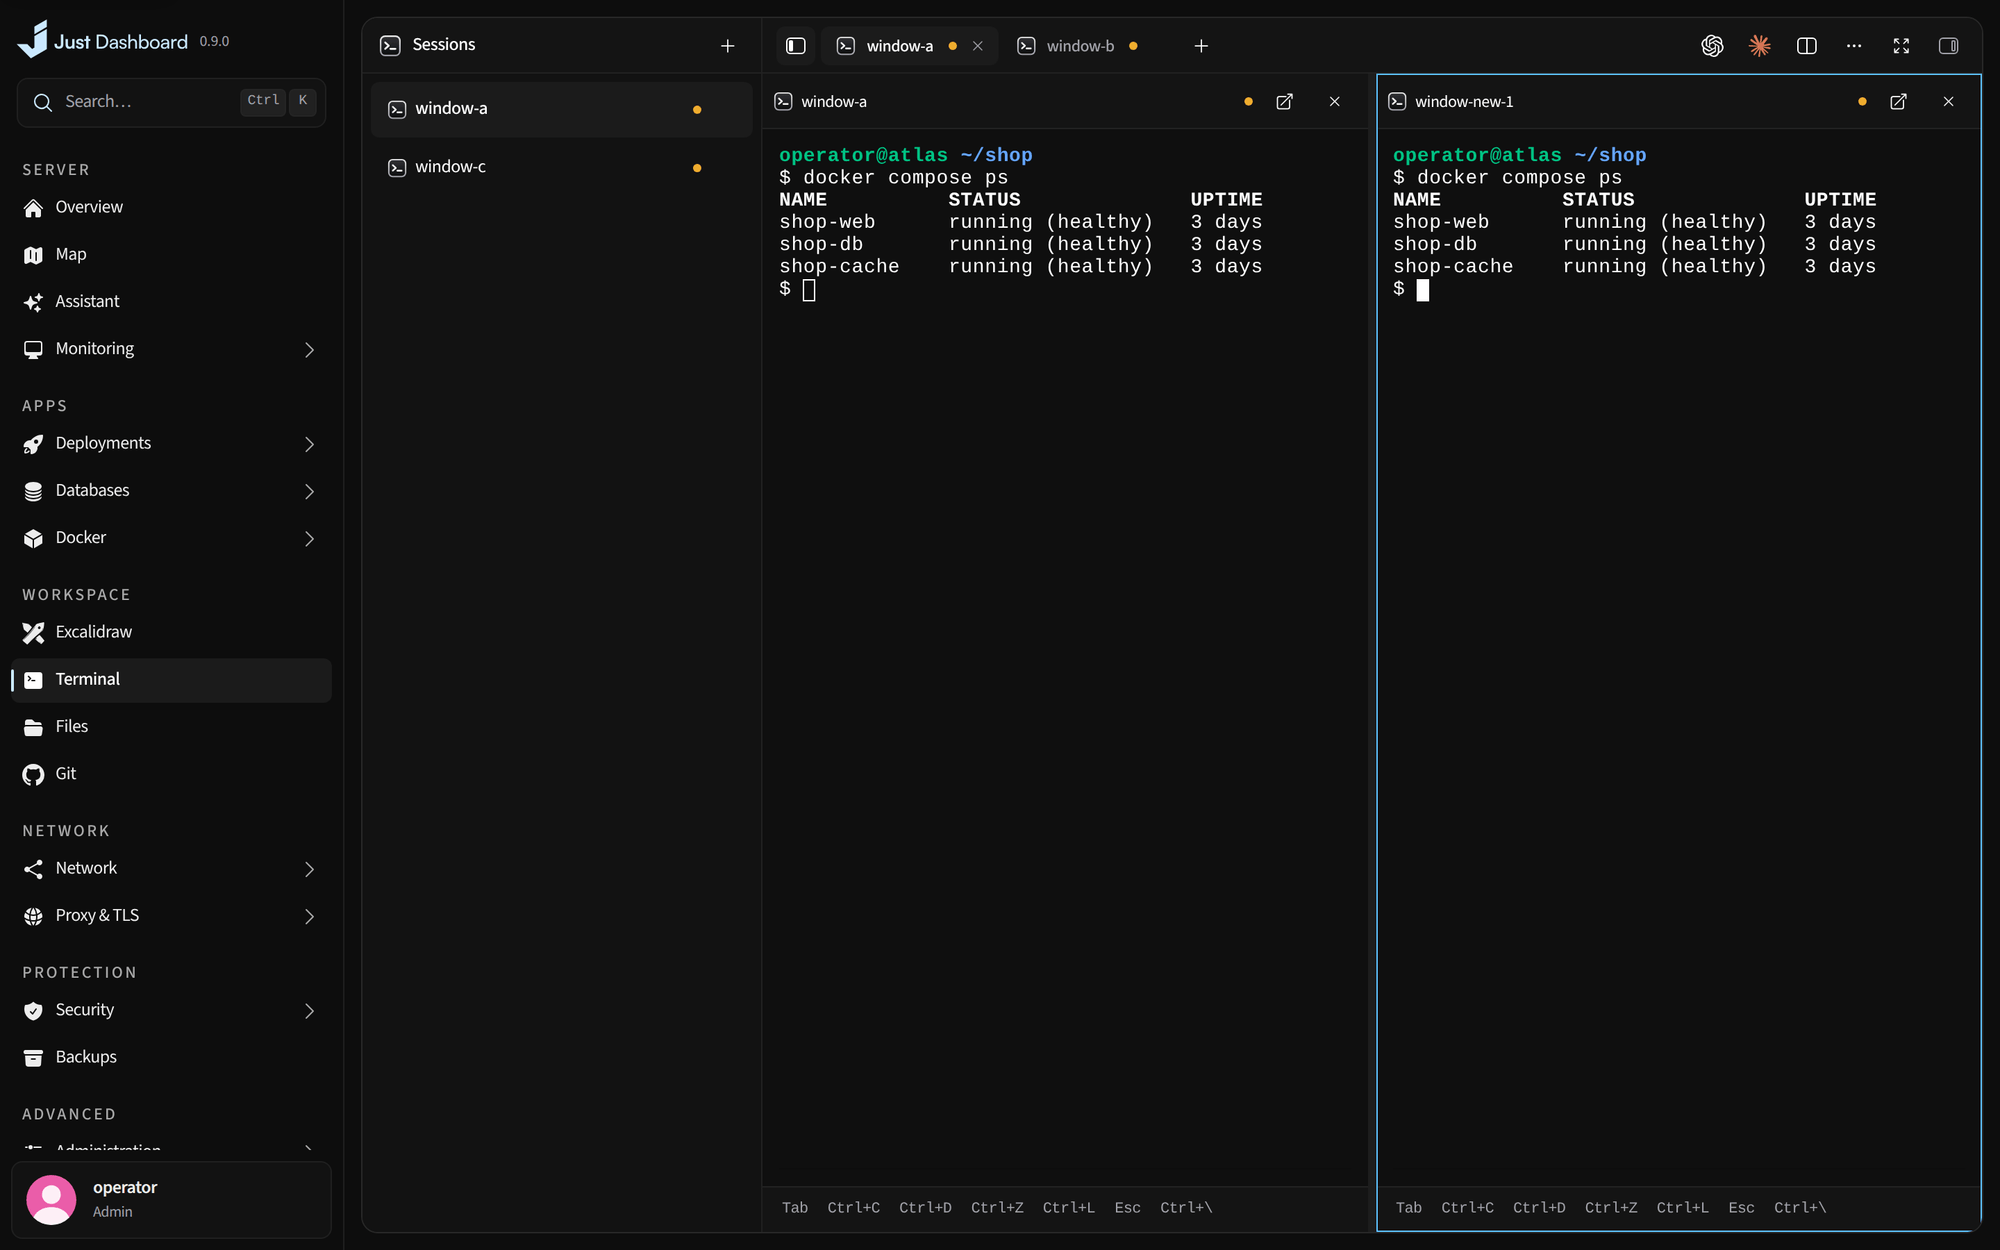 Just Dashboard 0.9.0
Search… Ctrl K
SERVER
Overview
Map
Assistant
Monitoring
APPS
Deployments
Databases
Docker
WORKSPACE
Excalidraw
Terminal
Files
Git
NETWORK
Network
Proxy & TLS
PROTECTION
Security
Backups
ADVANCED
Administration
operator
Admin
Sessions
window-a
window-c
window-a window-b
window-a
operator@atlas ~/shop
$ docker compose ps
NAME STATUS UPTIME
shop-web running (healthy) 3 days
shop-db running (healthy) 3 days
shop-cache running (healthy) 3 days
$
Tab Ctrl+C Ctrl+D Ctrl+Z Ctrl+L Esc Ctrl+\
window-new-1
operator@atlas ~/shop
$ docker compose ps
NAME STATUS UPTIME
shop-web running (healthy) 3 days
shop-db running (healthy) 3 days
shop-cache running (healthy) 3 days
$
Tab Ctrl+C Ctrl+D Ctrl+Z Ctrl+L Esc Ctrl+\